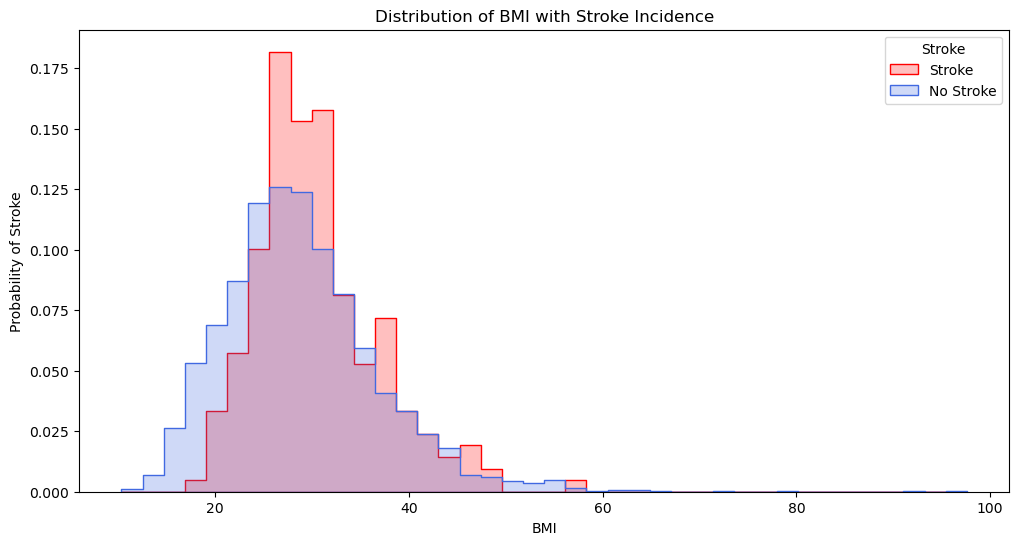 Distribution of BMI with Stroke Incidence
Probability of Stroke
0.175
0.150
0.125
0.100
0.075
0.050
0.025
0.000
20
40
60
80
100
BMI
Stroke
Stroke
No Stroke